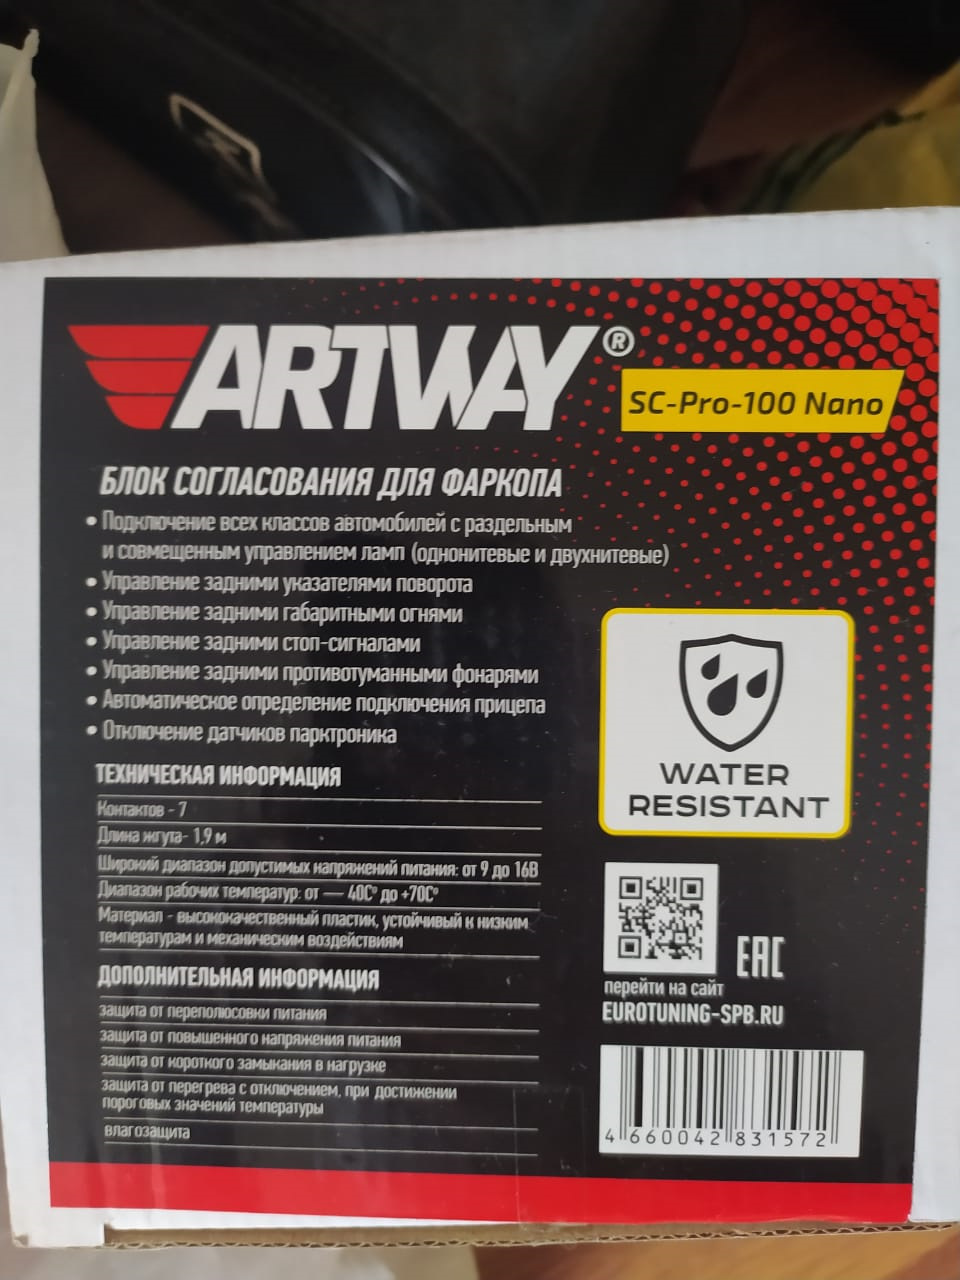 ARTWAY®
SC-Pro-100 Nano
БЛОК СОГЛАСОВАНИЯ ДЛЯ ФАРКОПА
• Подключение всех классов автомобилей с раздельным
и совмещенным управлением ламп (однонитевые и двухнитевые)
• Управление задними указателями поворота
• Управление задними габаритными огнями
• Управление задними стоп-сигналами
• Управление задними противотуманными фонарями
• Автоматическое определение подключения прицепа
• Отключение датчиков парктроника
ТЕХНИЧЕСКАЯ ИНФОРМАЦИЯ
Контактов - 7
Длина жгута- 1,9 м
Широкий диапазон допустимых напряжений питания: от 9 до 16В
Диапазон рабочих температур: от — 40С° до +70С°
Материал - высококачественный пластик, устойчивый к низким
температурам и механическим воздействиям
ДОПОЛНИТЕЛЬНАЯ ИНФОРМАЦИЯ
защита от переполюсовки питания
защита от повышенного напряжения питания
защита от короткого замыкания в нагрузке
защита от перегрева с отключением, при достижении
пороговых значений температуры
влагозащита
WATER
RESISTANT
EAC
перейти на сайт
EUROTUNING-SPB.RU
4 660042 831572